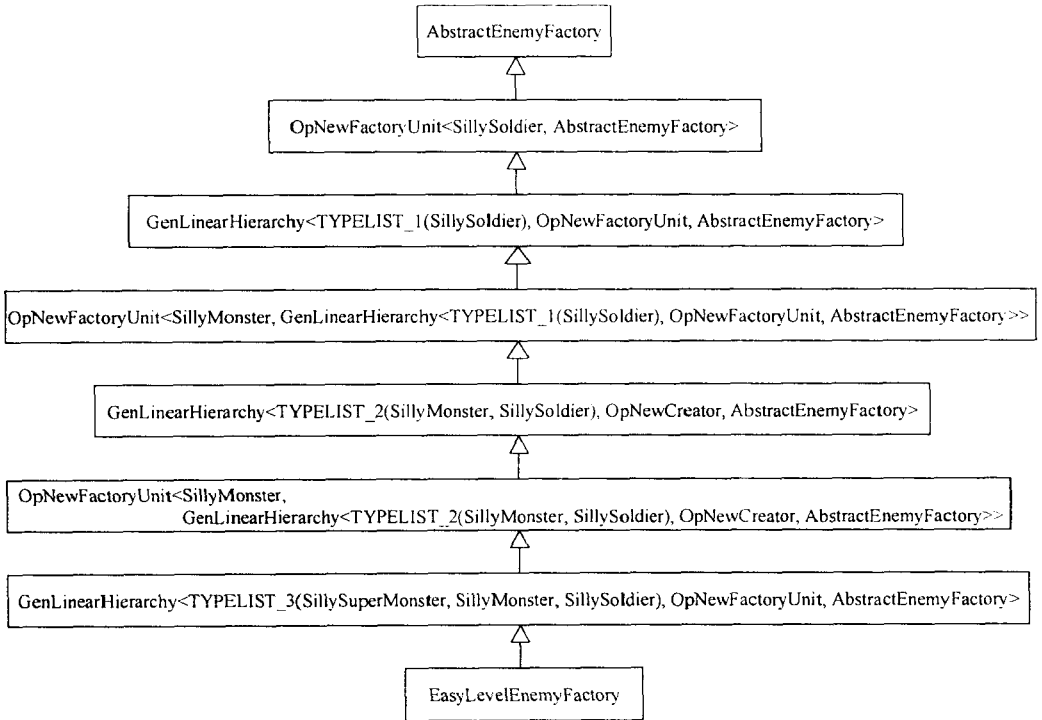 AbstractEnemyFactory
OpNewFactoryUnit<SillySoldier, AbstractEnemyFactory>
GenLinearHierarchy<TYPELIST_1(SillySoldier), OpNewFactoryUnit, AbstractEnemyFactory>
OpNewFactoryUnit<SillyMonster, GenLinearHierarchy<TYPELIST_1(SillySoldier), OpNewFactoryUnit, AbstractEnemyFactory>>
GenLinearHierarchy<TYPELIST_2(SillyMonster, SillySoldier), OpNewCreator, AbstractEnemyFactory>
OpNewFactoryUnit<SillyMonster,
GenLinearHierarchy<TYPELIST_2(SillyMonster, SillySoldier), OpNewCreator, AbstractEnemyFactory>>
GenLinearHierarchy<TYPELIST_3(SillySuperMonster, SillyMonster, SillySoldier), OpNewFactoryUnit, AbstractEnemyFactory>
EasyLevelEnemyFactory